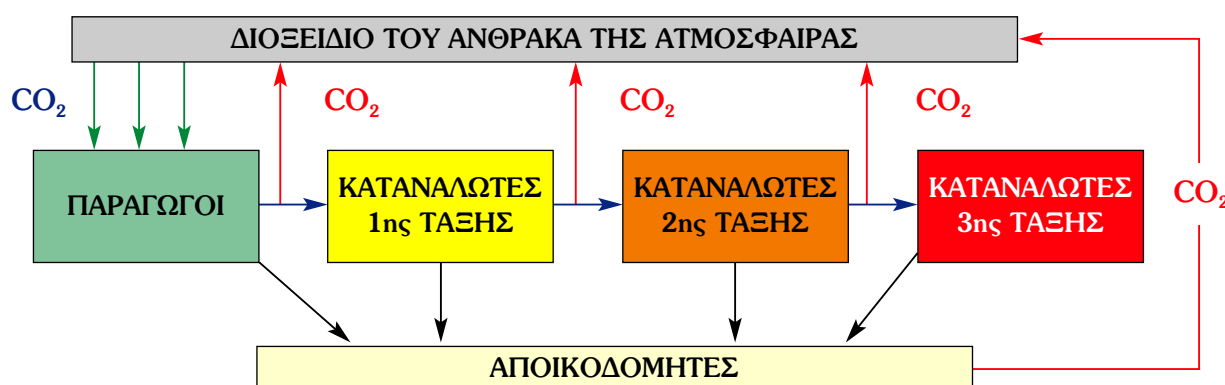 ΔΙΟΞΕΙΔΙΟ ΤΟΥ ΑΝΘΡΑΚΑ ΤΗΣ ΑΤΜΟΣΦΑΙΡΑΣ
CO₂
CO₂
CO₂
CO₂
ΠΑΡΑΓΩΓΟΙ
ΚΑΤΑΝΑΛΩΤΕΣ
1ης ΤΑΞΗΣ
ΚΑΤΑΝΑΛΩΤΕΣ
2ης ΤΑΞΗΣ
ΚΑΤΑΝΑΛΩΤΕΣ
3ης ΤΑΞΗΣ
CO₂
ΑΠΟΙΚΟΔΟΜΗΤΕΣ